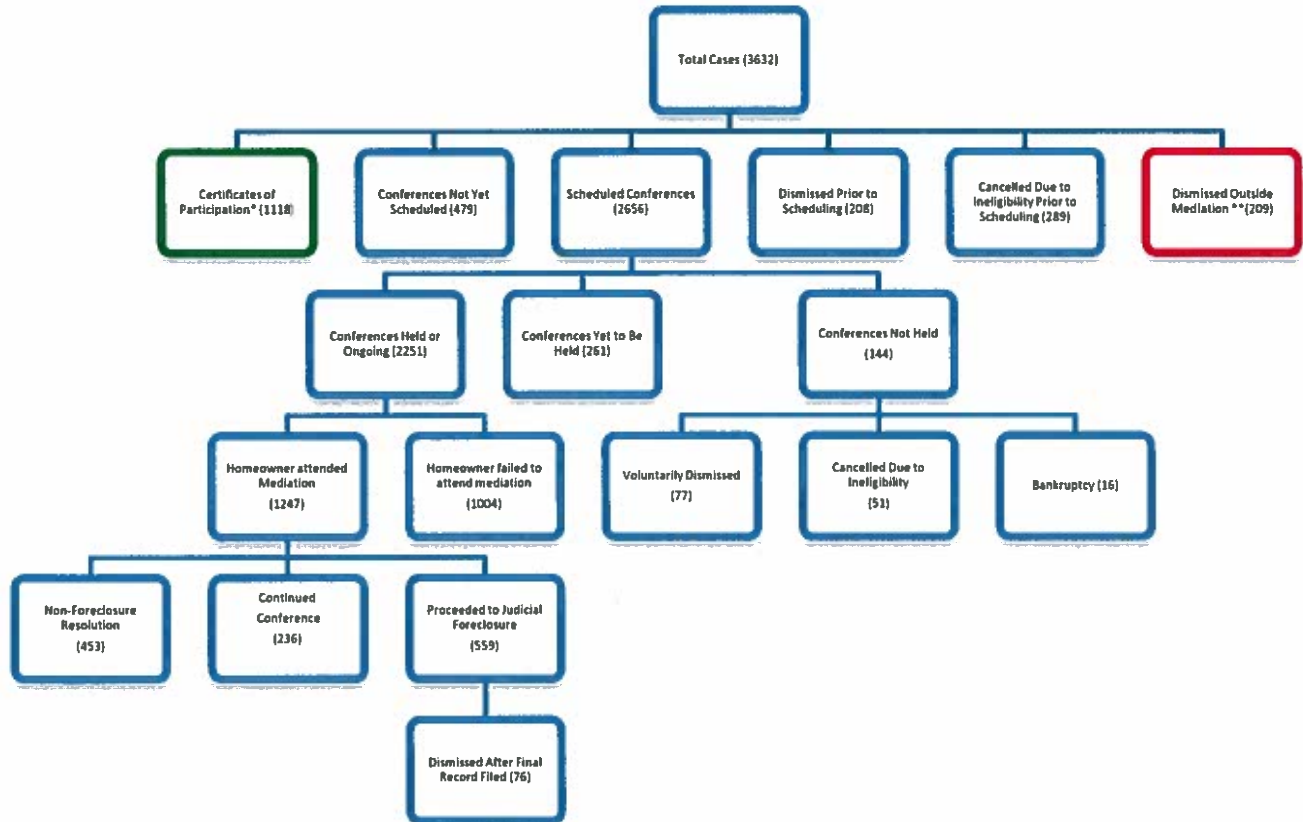 Total Cases (3632)
Certificates of
Participation* (1118)
Conferences Not Yet
Scheduled (479)
Scheduled Conferences
(2656)
Dismissed Prior to
Scheduling (208)
Cancelled Due to
Ineligibility Prior to
Scheduling (289)
Dismissed Outside
Mediation **(209)
Conferences Held or
Ongoing (2251)
Conferences Yet to Be
Held (261)
Conferences Not Held
(144)
Homeowner attended
Mediation
(1247)
Homeowner failed to
attend mediation
(1004)
Voluntarily Dismissed
(77)
Cancelled Due to
Ineligibility
(51)
Bankruptcy (16)
Non-Foreclosure
Resolution
(453)
Continued
Conference
(236)
Proceeded to Judicial
Foreclosure
(559)
Dismissed After Final
Record Filed (76)